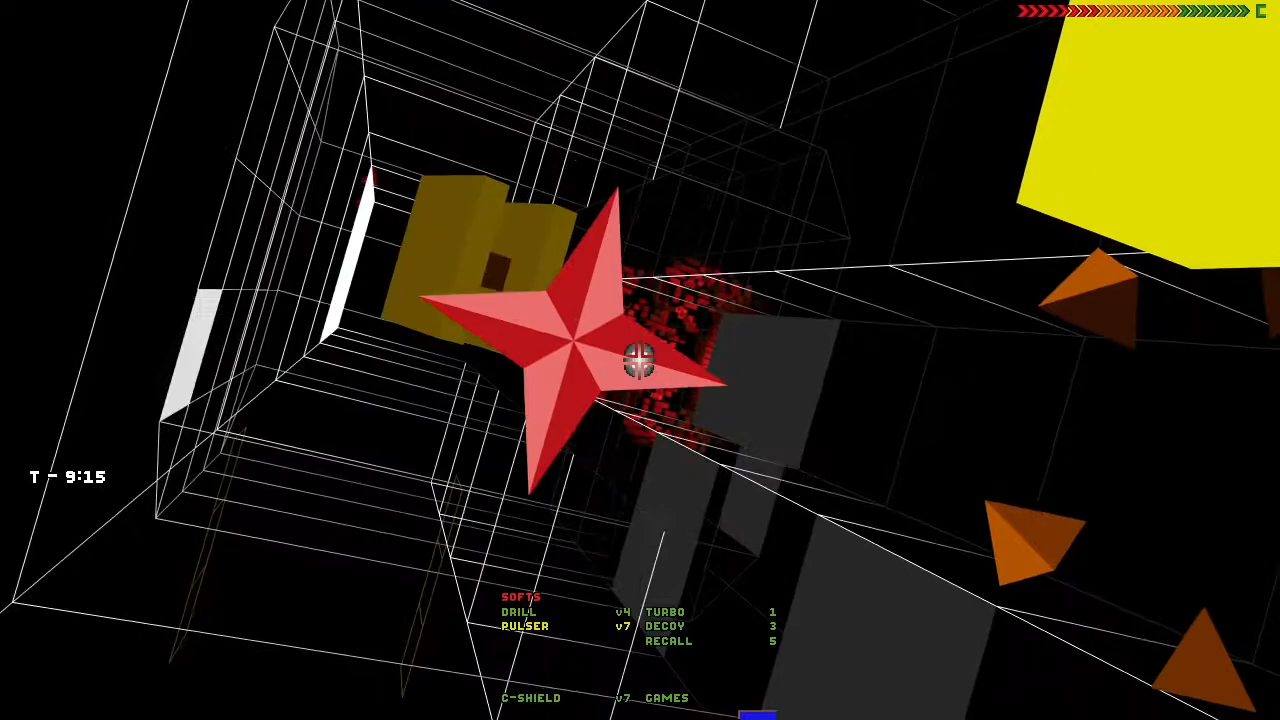 C
T - 9:15
SOFTS
DRILL v4 TURBO 1
PULSER v7 DECOY 3
RECALL 5
C-SHIELD v7 GAMES